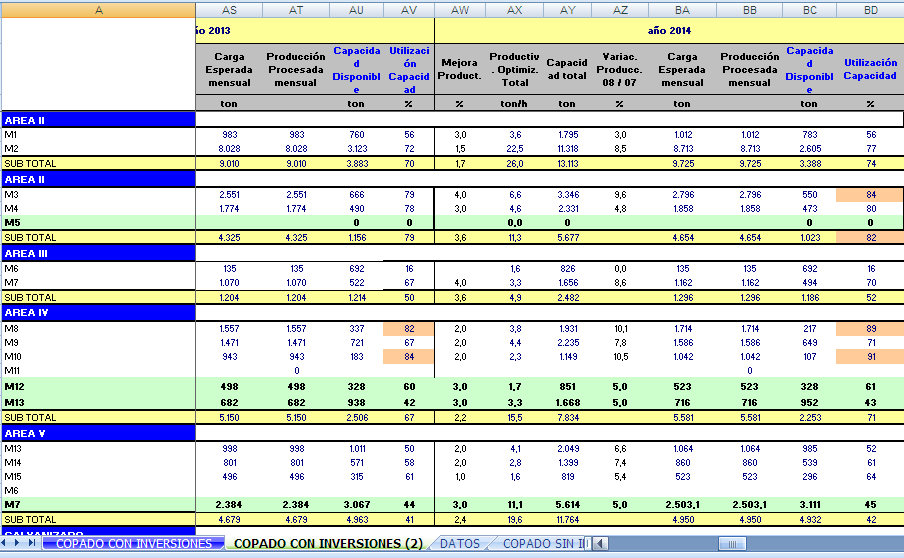 A AS AT AU AV AW AX AY AZ BA BB BC BD
ño 2013 año 2014
Carga Esperada mensual Producción Procesada mensual Capacida d Disponibl e Utilizaci ón Capacid ad Mejora Product. Productiv . Optimiz. Total Capacid ad total Variac. Producc. 08 / 07 Carga Esperada mensual Producción Procesada mensual Capacida d Disponibl e Utilización Capacidad
ton ton % % ton/h ton % ton ton %
AREA II
M1 983 983 760 56 3,0 3,6 1.795 3,0 1.012 1.012 783 56
M2 8.028 8.028 3.123 72 1,5 22,5 11.318 8,5 8.713 8.713 2.605 77
SUB TOTAL 9.010 9.010 3.883 70 1,7 26,0 13.113 9.725 9.725 3.388 74
AREA II
M3 2.551 2.551 666 79 4,0 6,6 3.346 9,6 2.796 2.796 550 84
M4 1.774 1.774 490 78 3,0 4,6 2.331 4,8 1.858 1.858 473 80
M5 0 0 0,0 0 0 0
SUB TOTAL 4.325 4.325 1.156 79 3,6 11,3 5.677 4.654 4.654 1.023 82
AREA III
M6 135 135 692 16 1,6 826 0,0 135 135 692 16
M7 1.070 1.070 522 67 4,0 3,3 1.656 8,6 1.162 1.162 494 70
SUB TOTAL 1.204 1.204 1.214 50 3,6 4,9 2.482 1.296 1.296 1.186 52
AREA IV
M8 1.557 1.557 337 82 2,0 3,8 1.931 10,1 1.714 1.714 217 89
M9 1.471 1.471 721 67 2,0 4,4 2.235 7,8 1.586 1.586 649 71
M10 943 943 183 84 2,0 2,3 1.149 10,5 1.042 1.042 107 91
M11 0 0
M12 498 498 328 60 3,0 1,7 851 5,0 523 523 328 61
M13 682 682 938 42 3,0 3,3 1.668 5,0 716 716 952 43
SUB TOTAL 5.150 5.150 2.506 67 2,2 15,5 7.834 5.581 5.581 2.253 71
AREA V
M13 998 998 1.011 50 2,0 4,1 2.049 6,6 1.064 1.064 985 52
M14 801 801 571 58 2,0 2,8 1.399 7,4 860 860 539 61
M15 496 496 315 61 1,0 1,6 819 5,4 523 523 296 64
M6
M7 2.384 2.384 3.067 44 3,0 11,1 5.614 5,0 2.503,1 2.503,1 3.111 45
SUB TOTAL 4.679 4.679 4.963 41 2,4 19,6 11.764 4.950 4.950 4.932 42
GALVANIZADO
COPADO CON INVERSIONES COPADO CON INVERSIONES (2) DATOS COPADO SIN IN